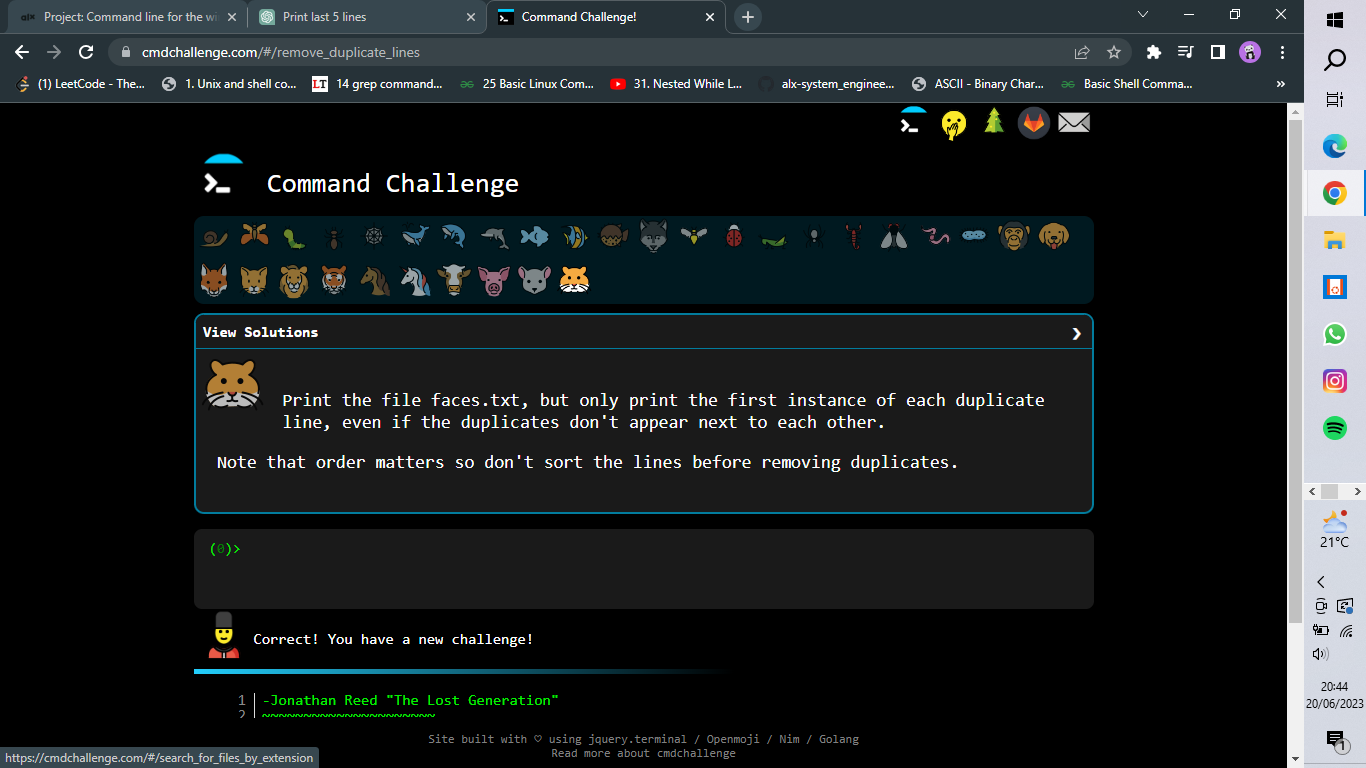 alx Project: Command line for the wi
Print last 5 lines
Command Challenge!
cmdchallenge.com/#/remove_duplicate_lines
(1) LeetCode - The...
1. Unix and shell co...
LT 14 grep command...
25 Basic Linux Com...
31. Nested While L...
alx-system_enginee...
ASCII - Binary Char...
Basic Shell Comma...
»
Command Challenge
View Solutions
Print the file faces.txt, but only print the first instance of each duplicate
line, even if the duplicates don't appear next to each other.
Note that order matters so don't sort the lines before removing duplicates.
(0)>
Correct! You have a new challenge!
1 -Jonathan Reed "The Lost Generation"
2 ~~~~~~~~~~~~~~~~~~~~~
Site built with ♡ using jquery.terminal / Openmoji / Nim / Golang
Read more about cmdchallenge
https://cmdchallenge.com/#/search_for_files_by_extension
21°C
20:44
20/06/2023
1